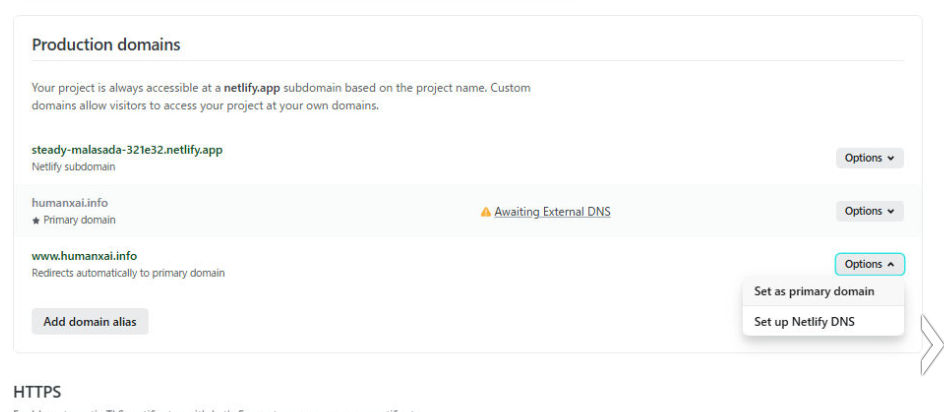 Production domains
Your project is always accessible at a netlify.app subdomain based on the project name. Custom
domains allow visitors to access your project at your own domains.
steady-malasada-321e32.netlify.app
Netlify subdomain
Options
humanxai.info
Primary domain
Awaiting External DNS
Options
www.humanxai.info
Redirects automatically to primary domain
Options
Set as primary domain
Set up Netlify DNS
Add domain alias
HTTPS